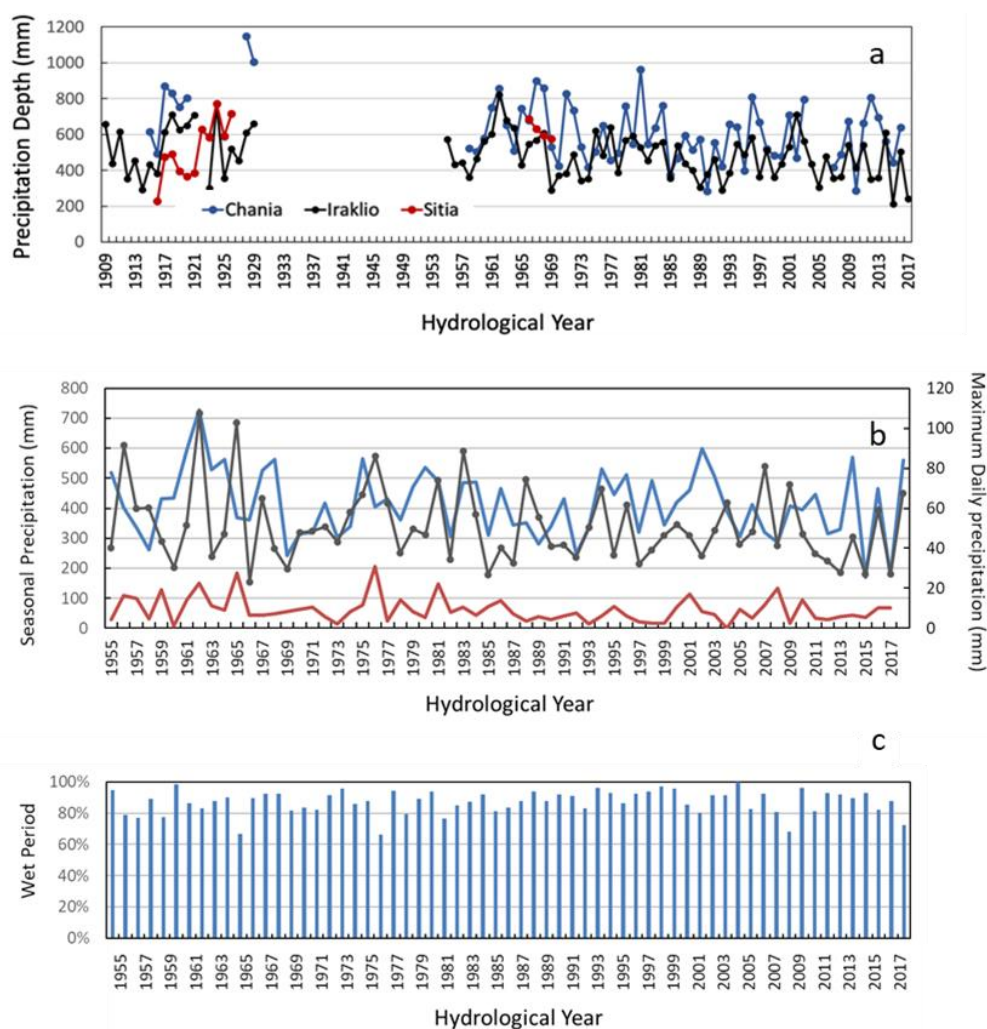 a
Precipitation Depth (mm)
1200
1000
800
600
400
200
0
Chania Iraklio Sitia
1909 1913 1917 1921 1925 1929 1933 1937 1941 1945 1949 1953 1957 1961 1965 1969 1973 1977 1981 1985 1989 1993 1997 2001 2005 2009 2013 2017
Hydrological Year
b
Seasonal Precipitation (mm)
800
700
600
500
400
300
200
100
0
120
100
80
60
40
20
0
Maximum Daily precipitation (mm)
1955 1957 1959 1961 1963 1965 1967 1969 1971 1973 1975 1977 1979 1981 1983 1985 1987 1989 1991 1993 1995 1997 1999 2001 2003 2005 2007 2009 2011 2013 2015 2017
Hydrological Year
c
Wet Period
100%
80%
60%
40%
20%
0%
1955 1957 1959 1961 1963 1965 1967 1969 1971 1973 1975 1977 1979 1981 1983 1985 1987 1989 1991 1993 1995 1997 1999 2001 2003 2005 2007 2009 2011 2013 2015 2017
Hydrological Year